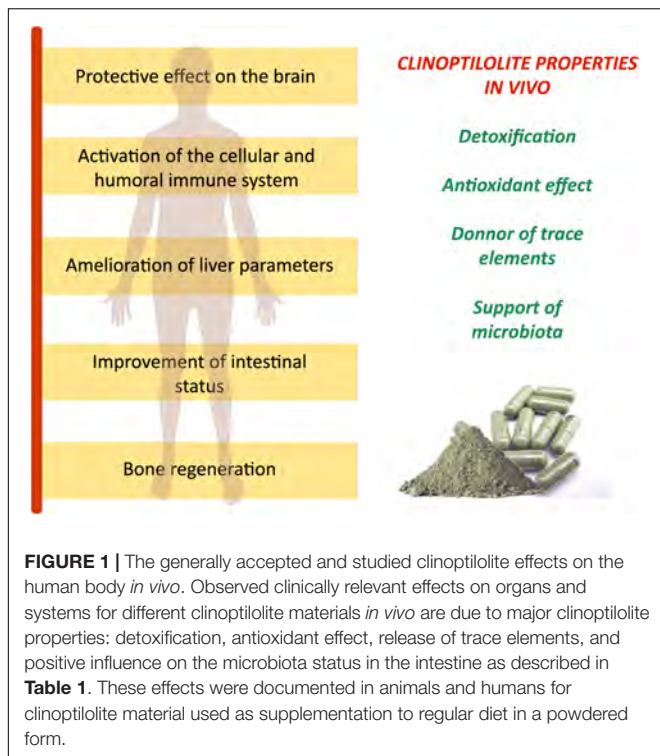 Protective effect on the brain
Activation of the cellular and
humoral immune system
Amelioration of liver parameters
Improvement of intestinal
status
Bone regeneration
CLINOPTILOLITE PROPERTIES
IN VIVO
Detoxification
Antioxidant effect
Donnor of trace
elements
Support of
microbiota
FIGURE 1 | The generally accepted and studied clinoptilolite effects on the
human body in vivo. Observed clinically relevant effects on organs and
systems for different clinoptilolite materials in vivo are due to major clinoptilolite
properties: detoxification, antioxidant effect, release of trace elements, and
positive influence on the microbiota status in the intestine as described in
Table 1. These effects were documented in animals and humans for
clinoptilolite material used as supplementation to regular diet in a powdered
form.